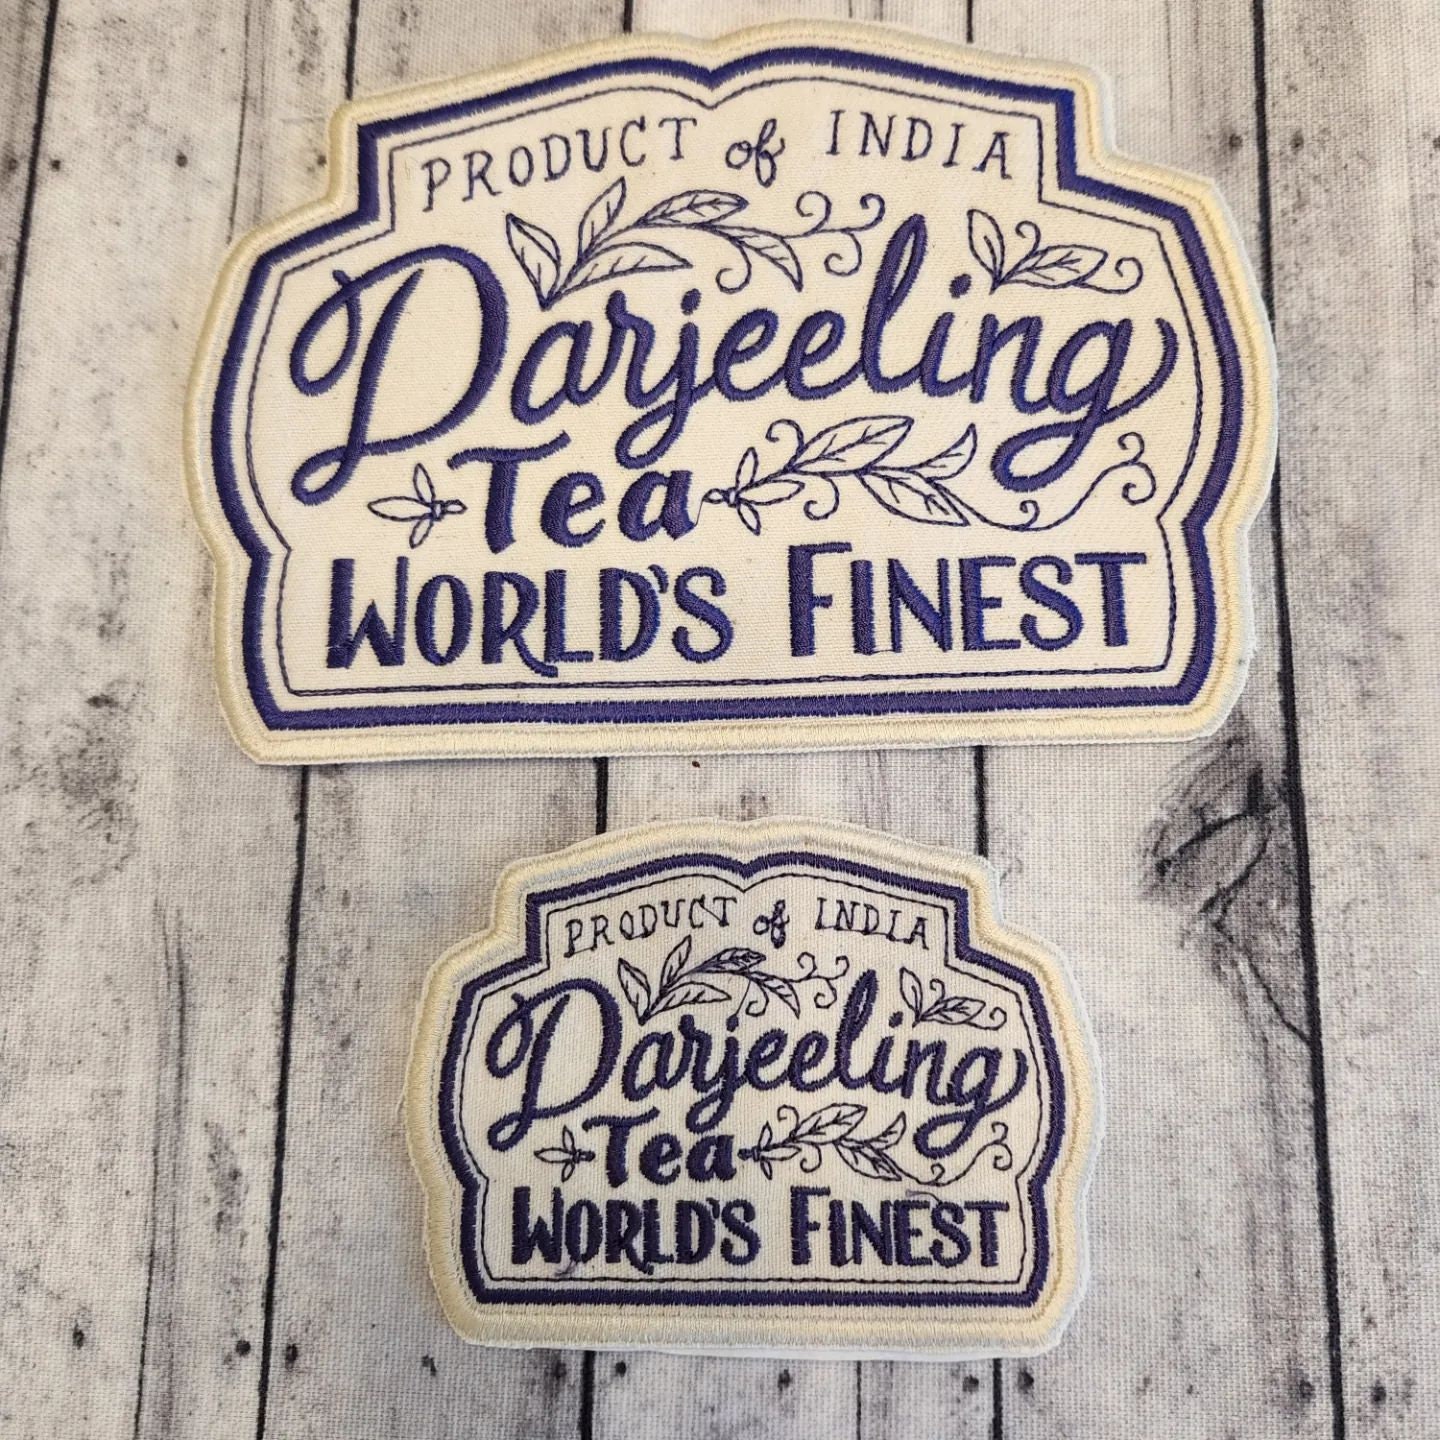 PRODUCT of INDIA
Darjeeling
Tea
WORLD'S FINEST
PRODUCT of INDIA
Darjeeling
Tea
WORLD'S FINEST